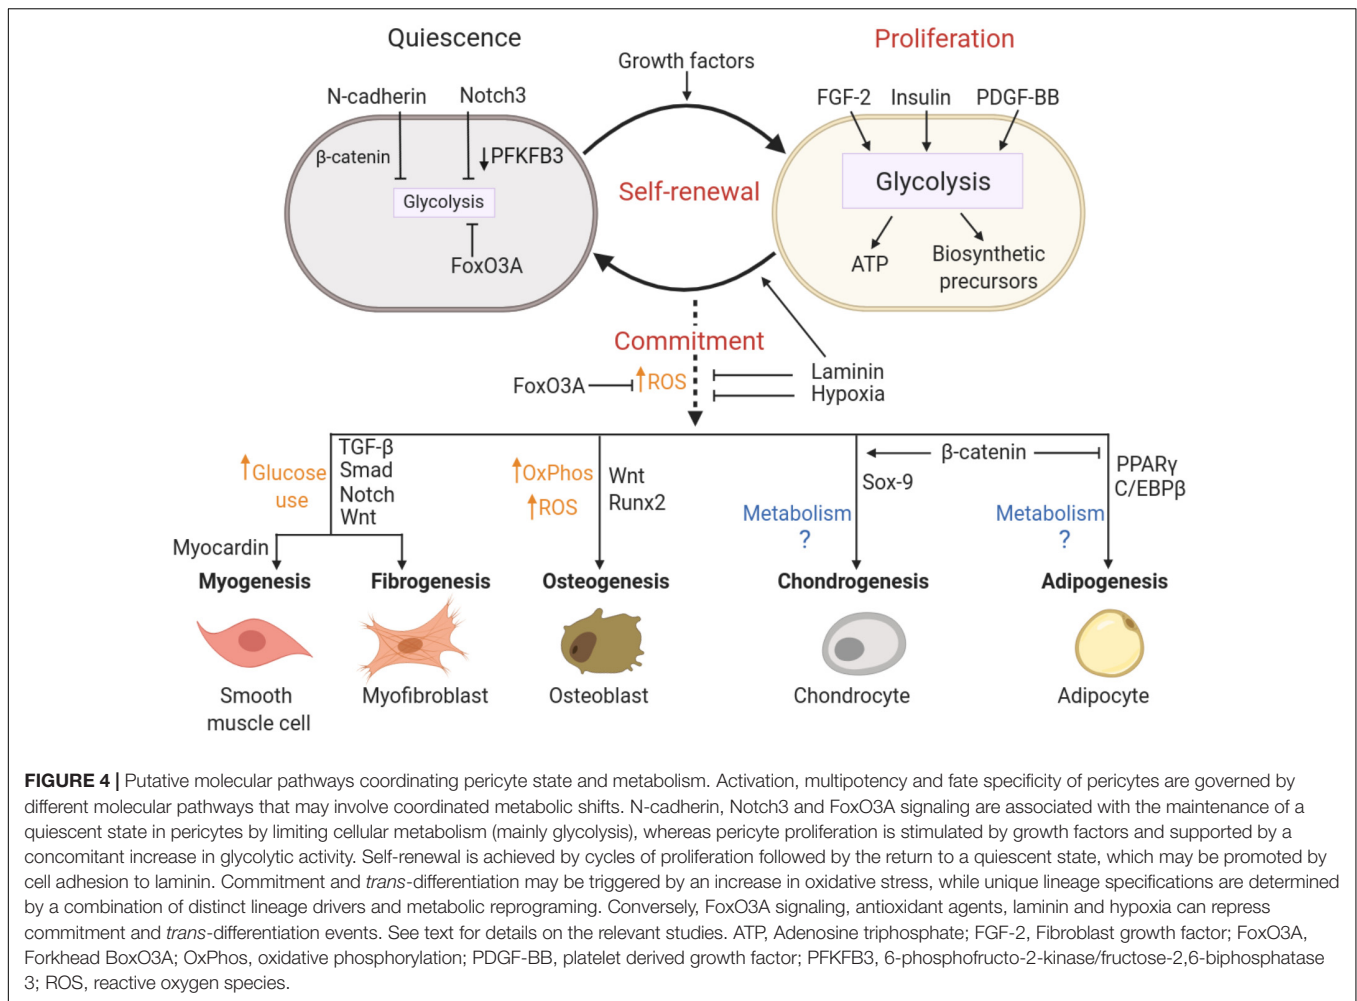 Quiescence
Proliferation
Growth factors
N-cadherin
Notch3
FGF-2
Insulin
PDGF-BB
β-catenin
↓PFKFB3
Glycolysis
FoxO3A
Self-renewal
Glycolysis
ATP
Biosynthetic
precursors
Commitment
FoxO3A
↑ROS
Laminin
Hypoxia
↑Glucose
use
TGF-β
Smad
Notch
Wnt
↑OxPhos
↑ROS
Wnt
Runx2
β-catenin
Sox-9
PPARγ
C/EBPβ
Metabolism
?
Metabolism
?
Myocardin
Myogenesis
Fibrogenesis
Osteogenesis
Chondrogenesis
Adipogenesis
Smooth
muscle cell
Myofibroblast
Osteoblast
Chondrocyte
Adipocyte
FIGURE 4 | Putative molecular pathways coordinating pericyte state and metabolism. Activation, multipotency and fate specificity of pericytes are governed by
different molecular pathways that may involve coordinated metabolic shifts. N-cadherin, Notch3 and FoxO3A signaling are associated with the maintenance of a
quiescent state in pericytes by limiting cellular metabolism (mainly glycolysis), whereas pericyte proliferation is stimulated by growth factors and supported by a
concomitant increase in glycolytic activity. Self-renewal is achieved by cycles of proliferation followed by the return to a quiescent state, which may be promoted by
cell adhesion to laminin. Commitment and trans-differentiation may be triggered by an increase in oxidative stress, while unique lineage specifications are determined
by a combination of distinct lineage drivers and metabolic reprograming. Conversely, FoxO3A signaling, antioxidant agents, laminin and hypoxia can repress
commitment and trans-differentiation events. See text for details on the relevant studies. ATP, Adenosine triphosphate; FGF-2, Fibroblast growth factor; FoxO3A,
Forkhead BoxO3A; OxPhos, oxidative phosphorylation; PDGF-BB, platelet derived growth factor; PFKFB3, 6-phosphofructo-2-kinase/fructose-2,6-biphosphatase
3; ROS, reactive oxygen species.